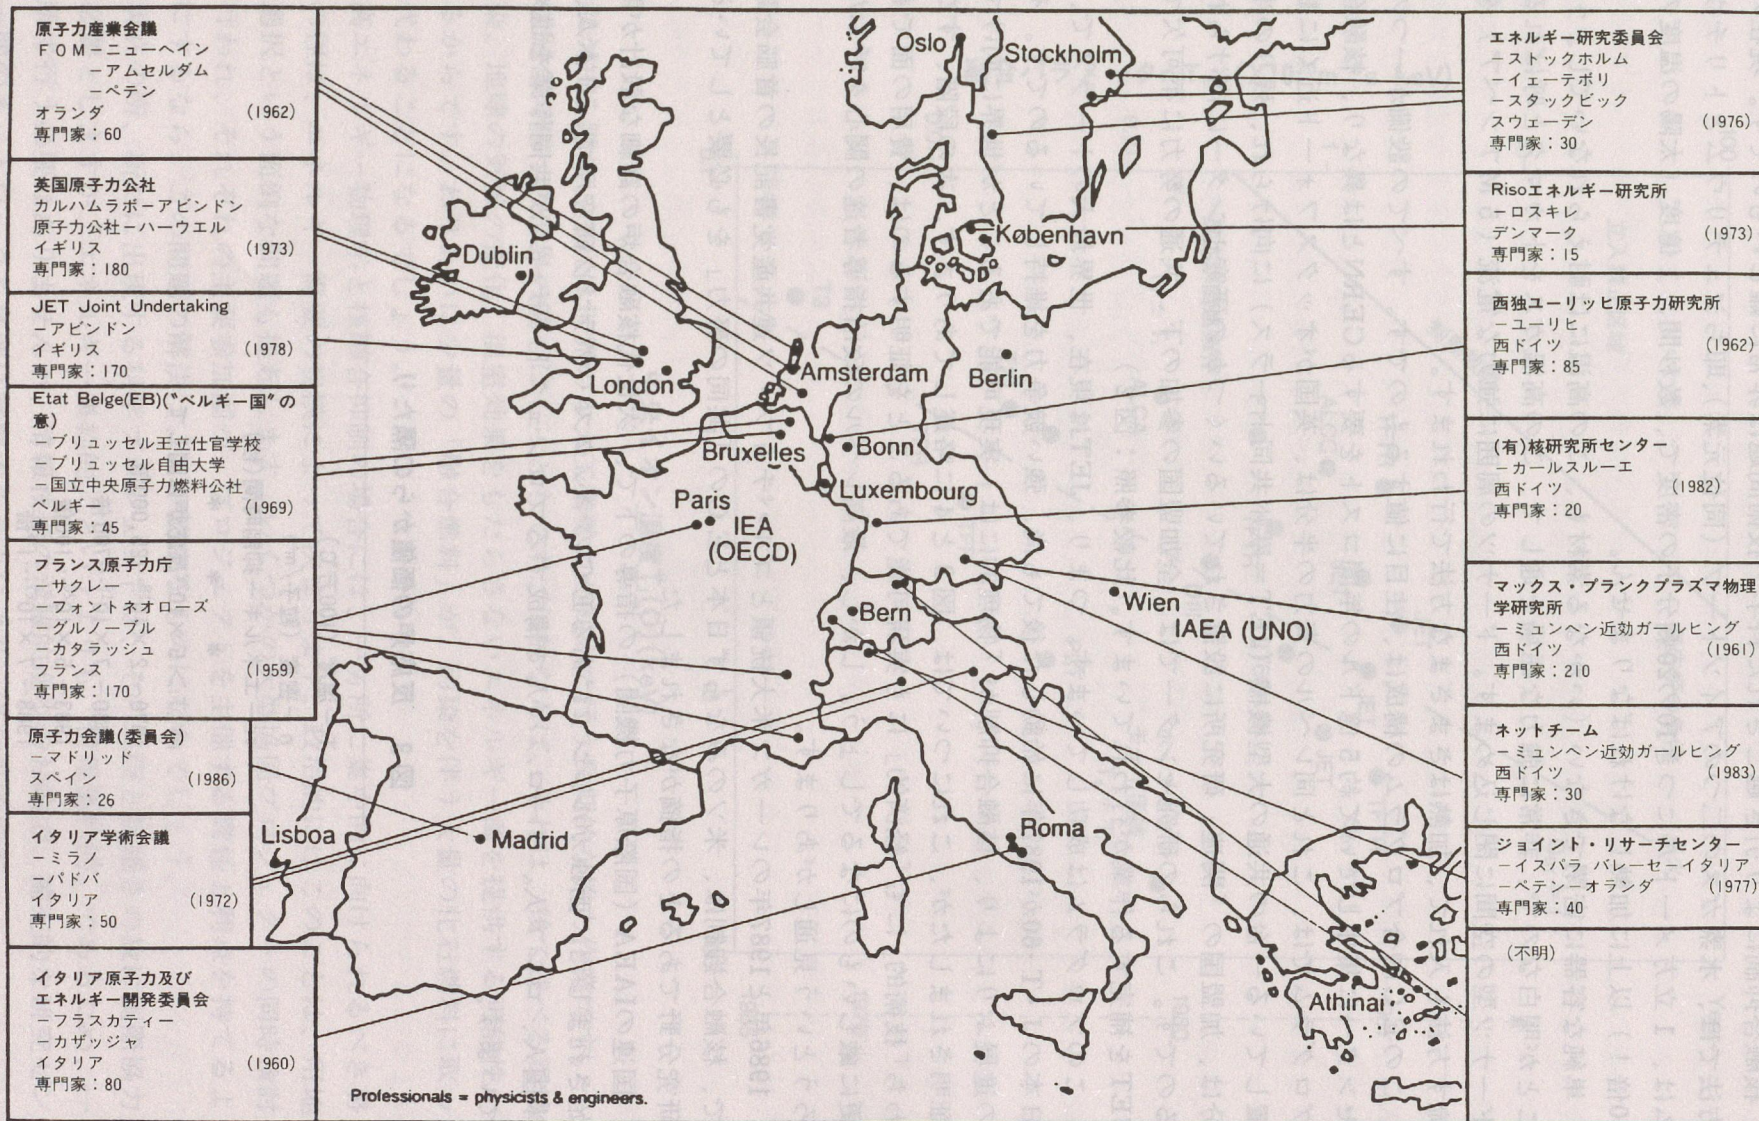 原子力産業会議
FOM－ニューヘイン
－アムセルダム
－ペテン
オランダ (1962)
専門家：60
英国原子力公社
カルハムラボーアビンドン
原子力公社－ハーウエル
イギリス (1973)
専門家：180
JET Joint Undertaking
－アビンドン
イギリス (1978)
専門家：170
Etat Belge(EB)("ベルギー国"の
意)
－ブリュッセル王立仕官学校
－ブリュッセル自由大学
－国立中央原子力燃料公社
ベルギー (1969)
専門家：45
フランス原子力庁
－サクレー
－フォントネオローズ
－グルノーブル
－カタラッシュ
フランス (1959)
専門家：170
原子力会議(委員会)
－マドリッド
スペイン (1986)
専門家：26
イタリア学術会議
－ミラノ
－パドバ
イタリア (1972)
専門家：50
イタリア原子力及び
エネルギー開発委員会
－フラスカティー
－カザッジャ
イタリア (1960)
専門家：80
Oslo
Stockholm
København
Dublin
London
Amsterdam
Berlin
Bruxelles
Bonn
Luxembourg
Paris
IEA
(OECD)
Bern
Wien
IAEA (UNO)
Lisboa
Madrid
Roma
Athinai
Professionals = physicists & engineers.
エネルギー研究委員会
－ストックホルム
－イェーテボリ
－スタックビック
スウェーデン (1976)
専門家：30
Risoエネルギー研究所
－ロスキレ
デンマーク (1973)
専門家：15
西独ユーリッヒ原子力研究所
－ユーリヒ
西ドイツ (1962)
専門家：85
(有)核研究所センター
－カールスルーエ
西ドイツ (1982)
専門家：20
マックス・プランクプラズマ物理
学研究所
－ミュンヘン近効ガールヒング
西ドイツ (1961)
専門家：210
ネットチーム
－ミュンヘン近効ガールヒング
西ドイツ (1983)
専門家：30
ジョイント・リサーチセンター
－イスパラ バレーセーイタリア
－ペテン－オランダ (1977)
専門家：40
(不明)